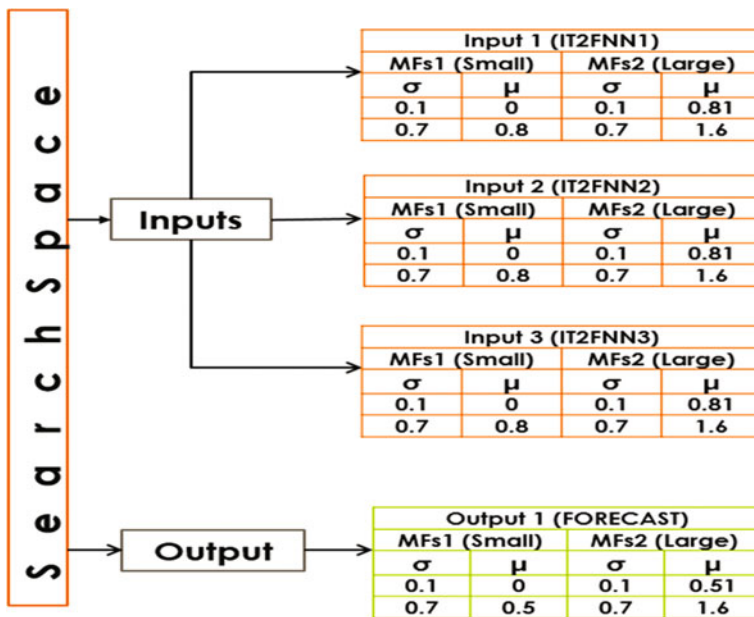 Search Space
Inputs
Input 1 (IT2FNN1)
MFs1 (Small) MFs2 (Large)
σ μ σ μ
0.1 0 0.1 0.81
0.7 0.8 0.7 1.6
Input 2 (IT2FNN2)
MFs1 (Small) MFs2 (Large)
σ μ σ μ
0.1 0 0.1 0.81
0.7 0.8 0.7 1.6
Input 3 (IT2FNN3)
MFs1 (Small) MFs2 (Large)
σ μ σ μ
0.1 0 0.1 0.81
0.7 0.8 0.7 1.6
Output
Output 1 (FORECAST)
MFs1 (Small) MFs2 (Large)
σ μ σ μ
0.1 0 0.1 0.51
0.7 0.5 0.7 1.6